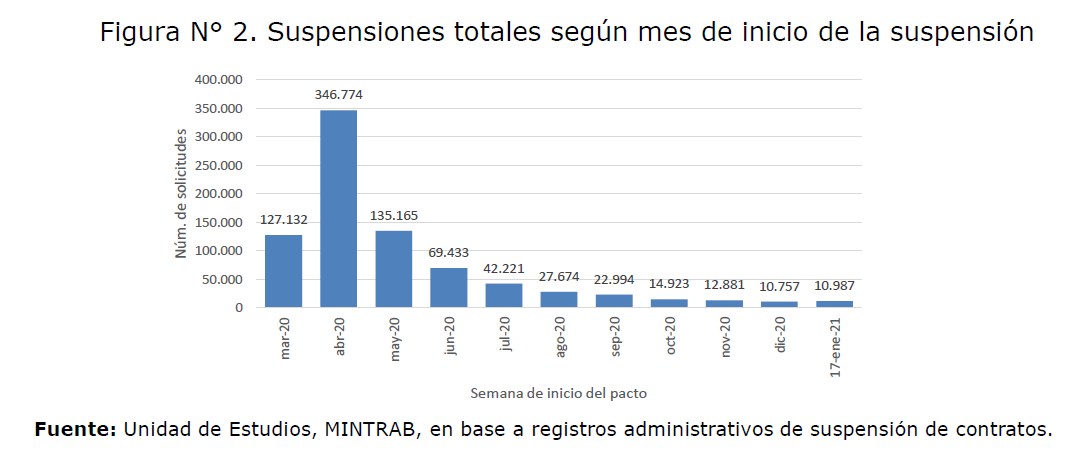 Figura N° 2. Suspensiones totales según mes de inicio de la suspensión
Núm. de solicitudes
400.000
350.000
300.000
250.000
200.000
150.000
100.000
50.000
0
127.132
346.774
135.165
69.433
42.221
27.674
22.994
14.923
12.881
10.757
10.987
mar-20
abr-20
may-20
jun-20
jul-20
ago-20
sep-20
oct-20
nov-20
dic-20
17-ene-21
Semana de inicio del pacto
Fuente: Unidad de Estudios, MINTRAB, en base a registros administrativos de suspensión de contratos.